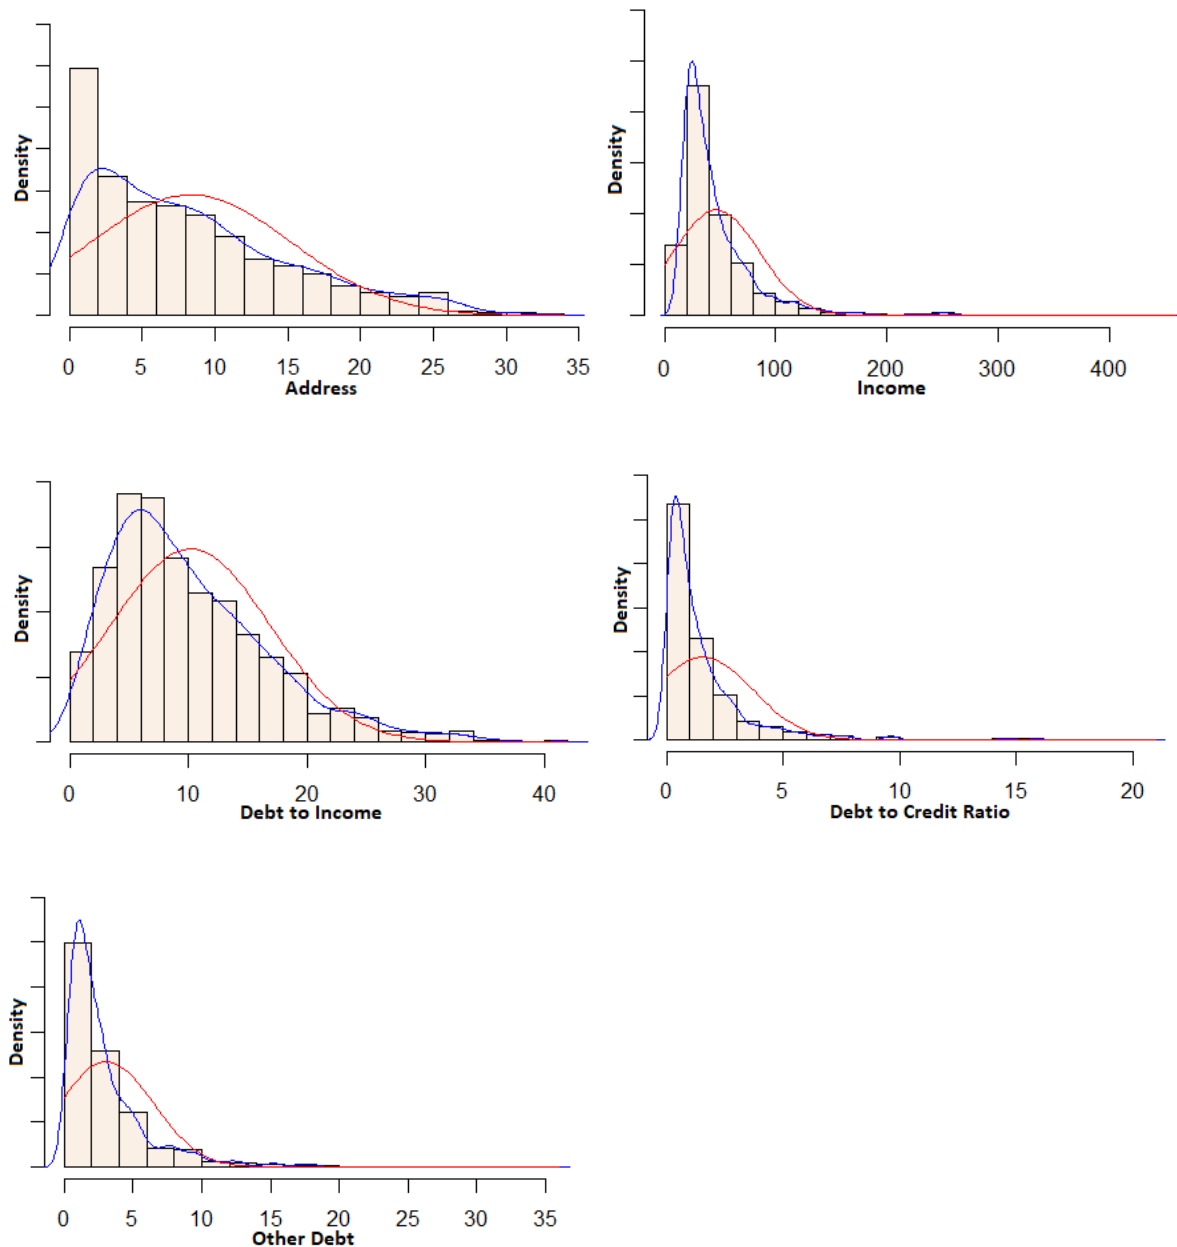 Density
0 5 10 15 20 25 30 35
Address
Density
0 100 200 300 400
Income
Density
0 10 20 30 40
Debt to Income
Density
0 5 10 15 20
Debt to Credit Ratio
Density
0 5 10 15 20 25 30 35
Other Debt